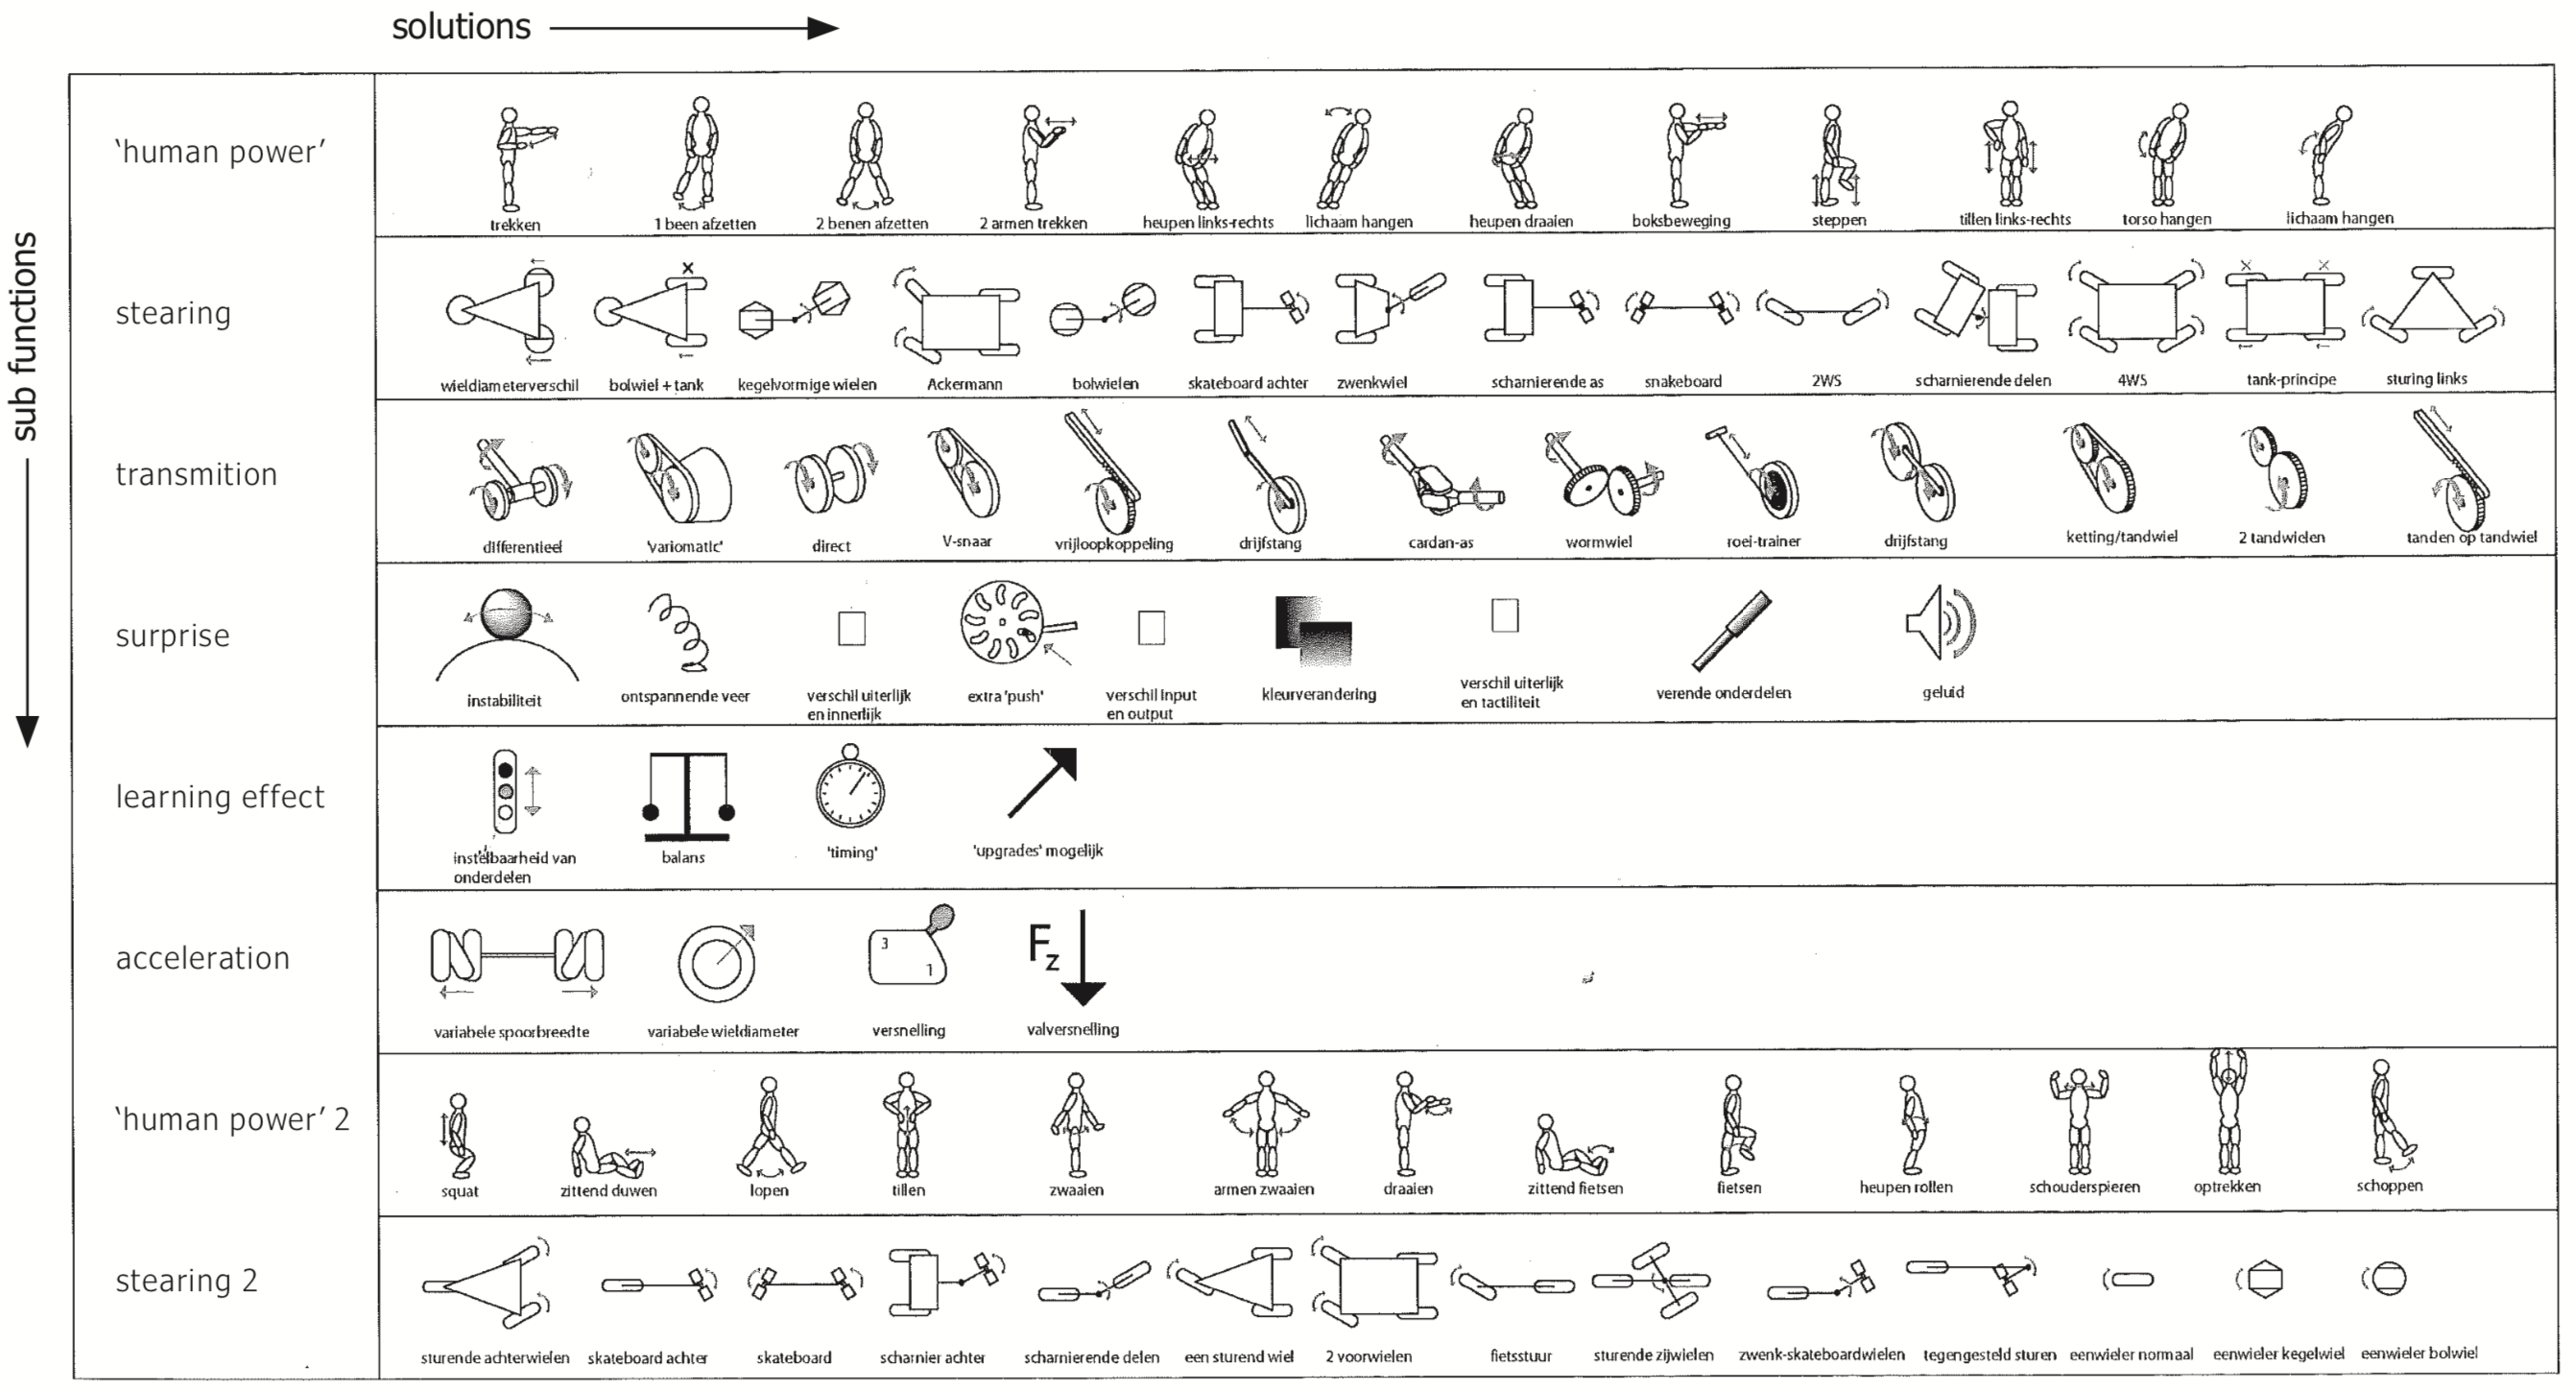 solutions
sub functions
'human power'
trekken
1 been afzetten
2 benen afzetten
2 armen trekken
heupen links-rechts
lichaam hangen
heupen draaien
boksbeweging
steppen
tillen links-rechts
torso hangen
lichaam hangen
stearing
X
X
X
wieldiameterverschil
bolwiel + tank
kegelvormige wielen
Ackermann
bolwielen
skateboard achter
zwenkwiel
scharnierende as
snakeboard
2WS
scharnierende delen
4WS
tank-principe
sturing links
transmition
differentieel
'variomatic'
direct
V-snaar
vrijloopkoppeling
drijfstang
cardan-as
wormwiel
roei-trainer
drijfstang
ketting/tandwiel
2 tandwielen
tanden op tandwiel
surprise
instabiliteit
ontspannende veer
verschil uiterlijk
en innerlijk
extra 'push'
verschil input
en output
kleurverandering
verschil uiterlijk
en tactiliteit
verende onderdelen
geluid
learning effect
instelbaarheid van
onderdelen
balans
'timing'
'upgrades' mogelijk
acceleration
3
1
Fz
variabele spoorbreedte
variabele wieldiameter
versnelling
valversnelling
'human power' 2
squat
zittend duwen
lopen
tillen
zwaaien
armen zwaaien
draaien
zittend fietsen
fietsen
heupen rollen
schouderspieren
optrekken
schoppen
stearing 2
sturende achterwielen
skateboard achter
skateboard
scharnier achter
scharnierende delen
een sturend wiel
2 voorwielen
fietsstuur
sturende zijwielen
zwenk-skateboardwielen
tegengesteld sturen
eenwieler normaal
eenwieler kegelwiel
eenwieler bolwiel